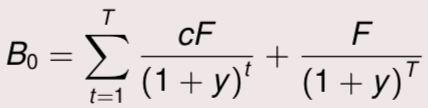 B₀ = ∑_{t=1}^{T} cF / (1 + y)^t + F / (1 + y)^T